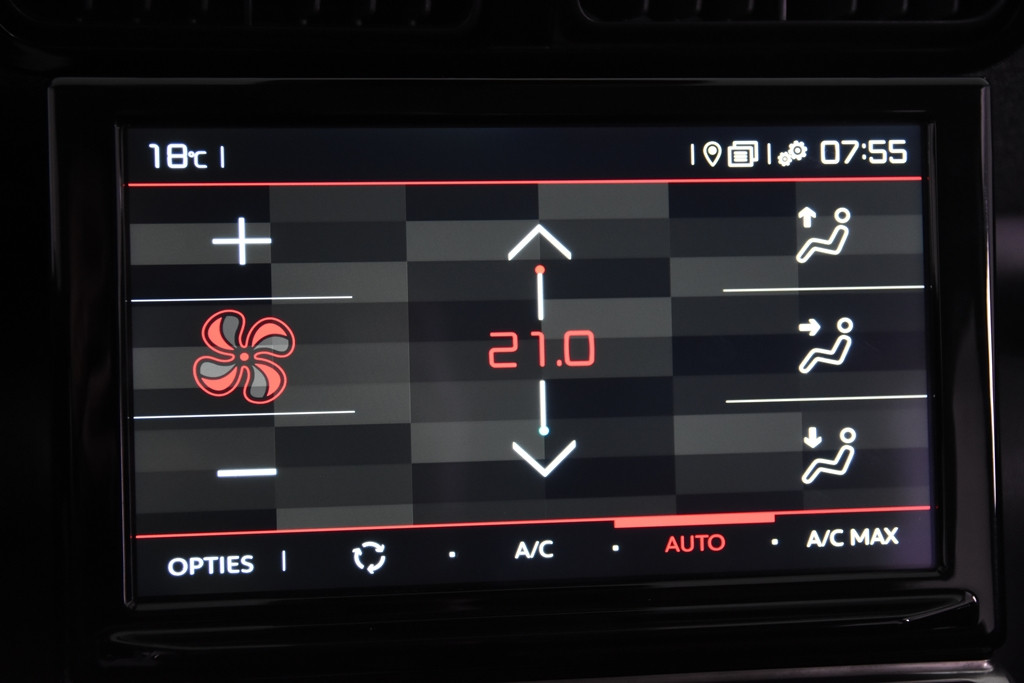 18°C | 07:55
21.0
OPTIES | A/C AUTO A/C MAX